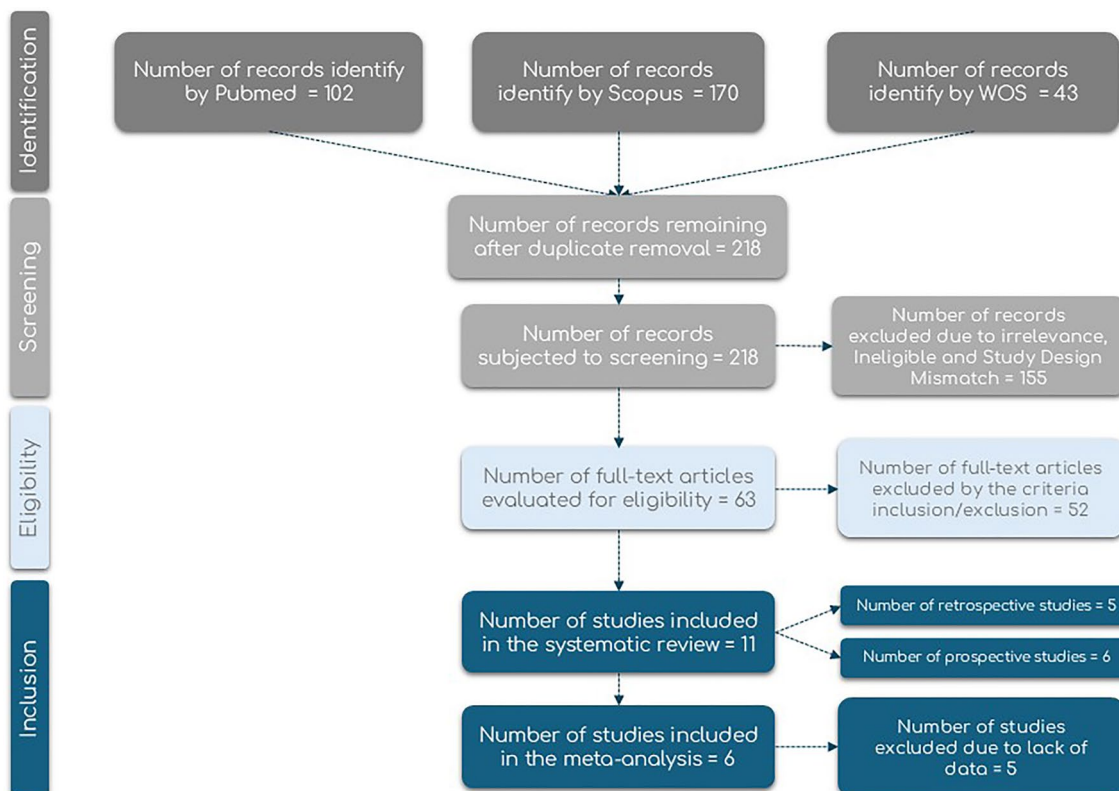 Identification
Number of records identify
by Pubmed = 102
Number of records
identify by Scopus = 170
Number of records
identify by WOS = 43
Screening
Number of records remaining
after duplicate removal = 218
Number of records
subjected to screening = 218
Number of records
excluded due to irrelevance,
Ineligible and Study Design
Mismatch = 155
Eligibility
Number of full-text articles
evaluated for eligibility = 63
Number of full-text articles
excluded by the criteria
inclusion/exclusion = 52
Inclusion
Number of studies included
in the systematic review = 11
Number of retrospective studies = 5
Number of prospective studies = 6
Number of studies included
in the meta-analysis = 6
Number of studies
excluded due to lack of
data = 5